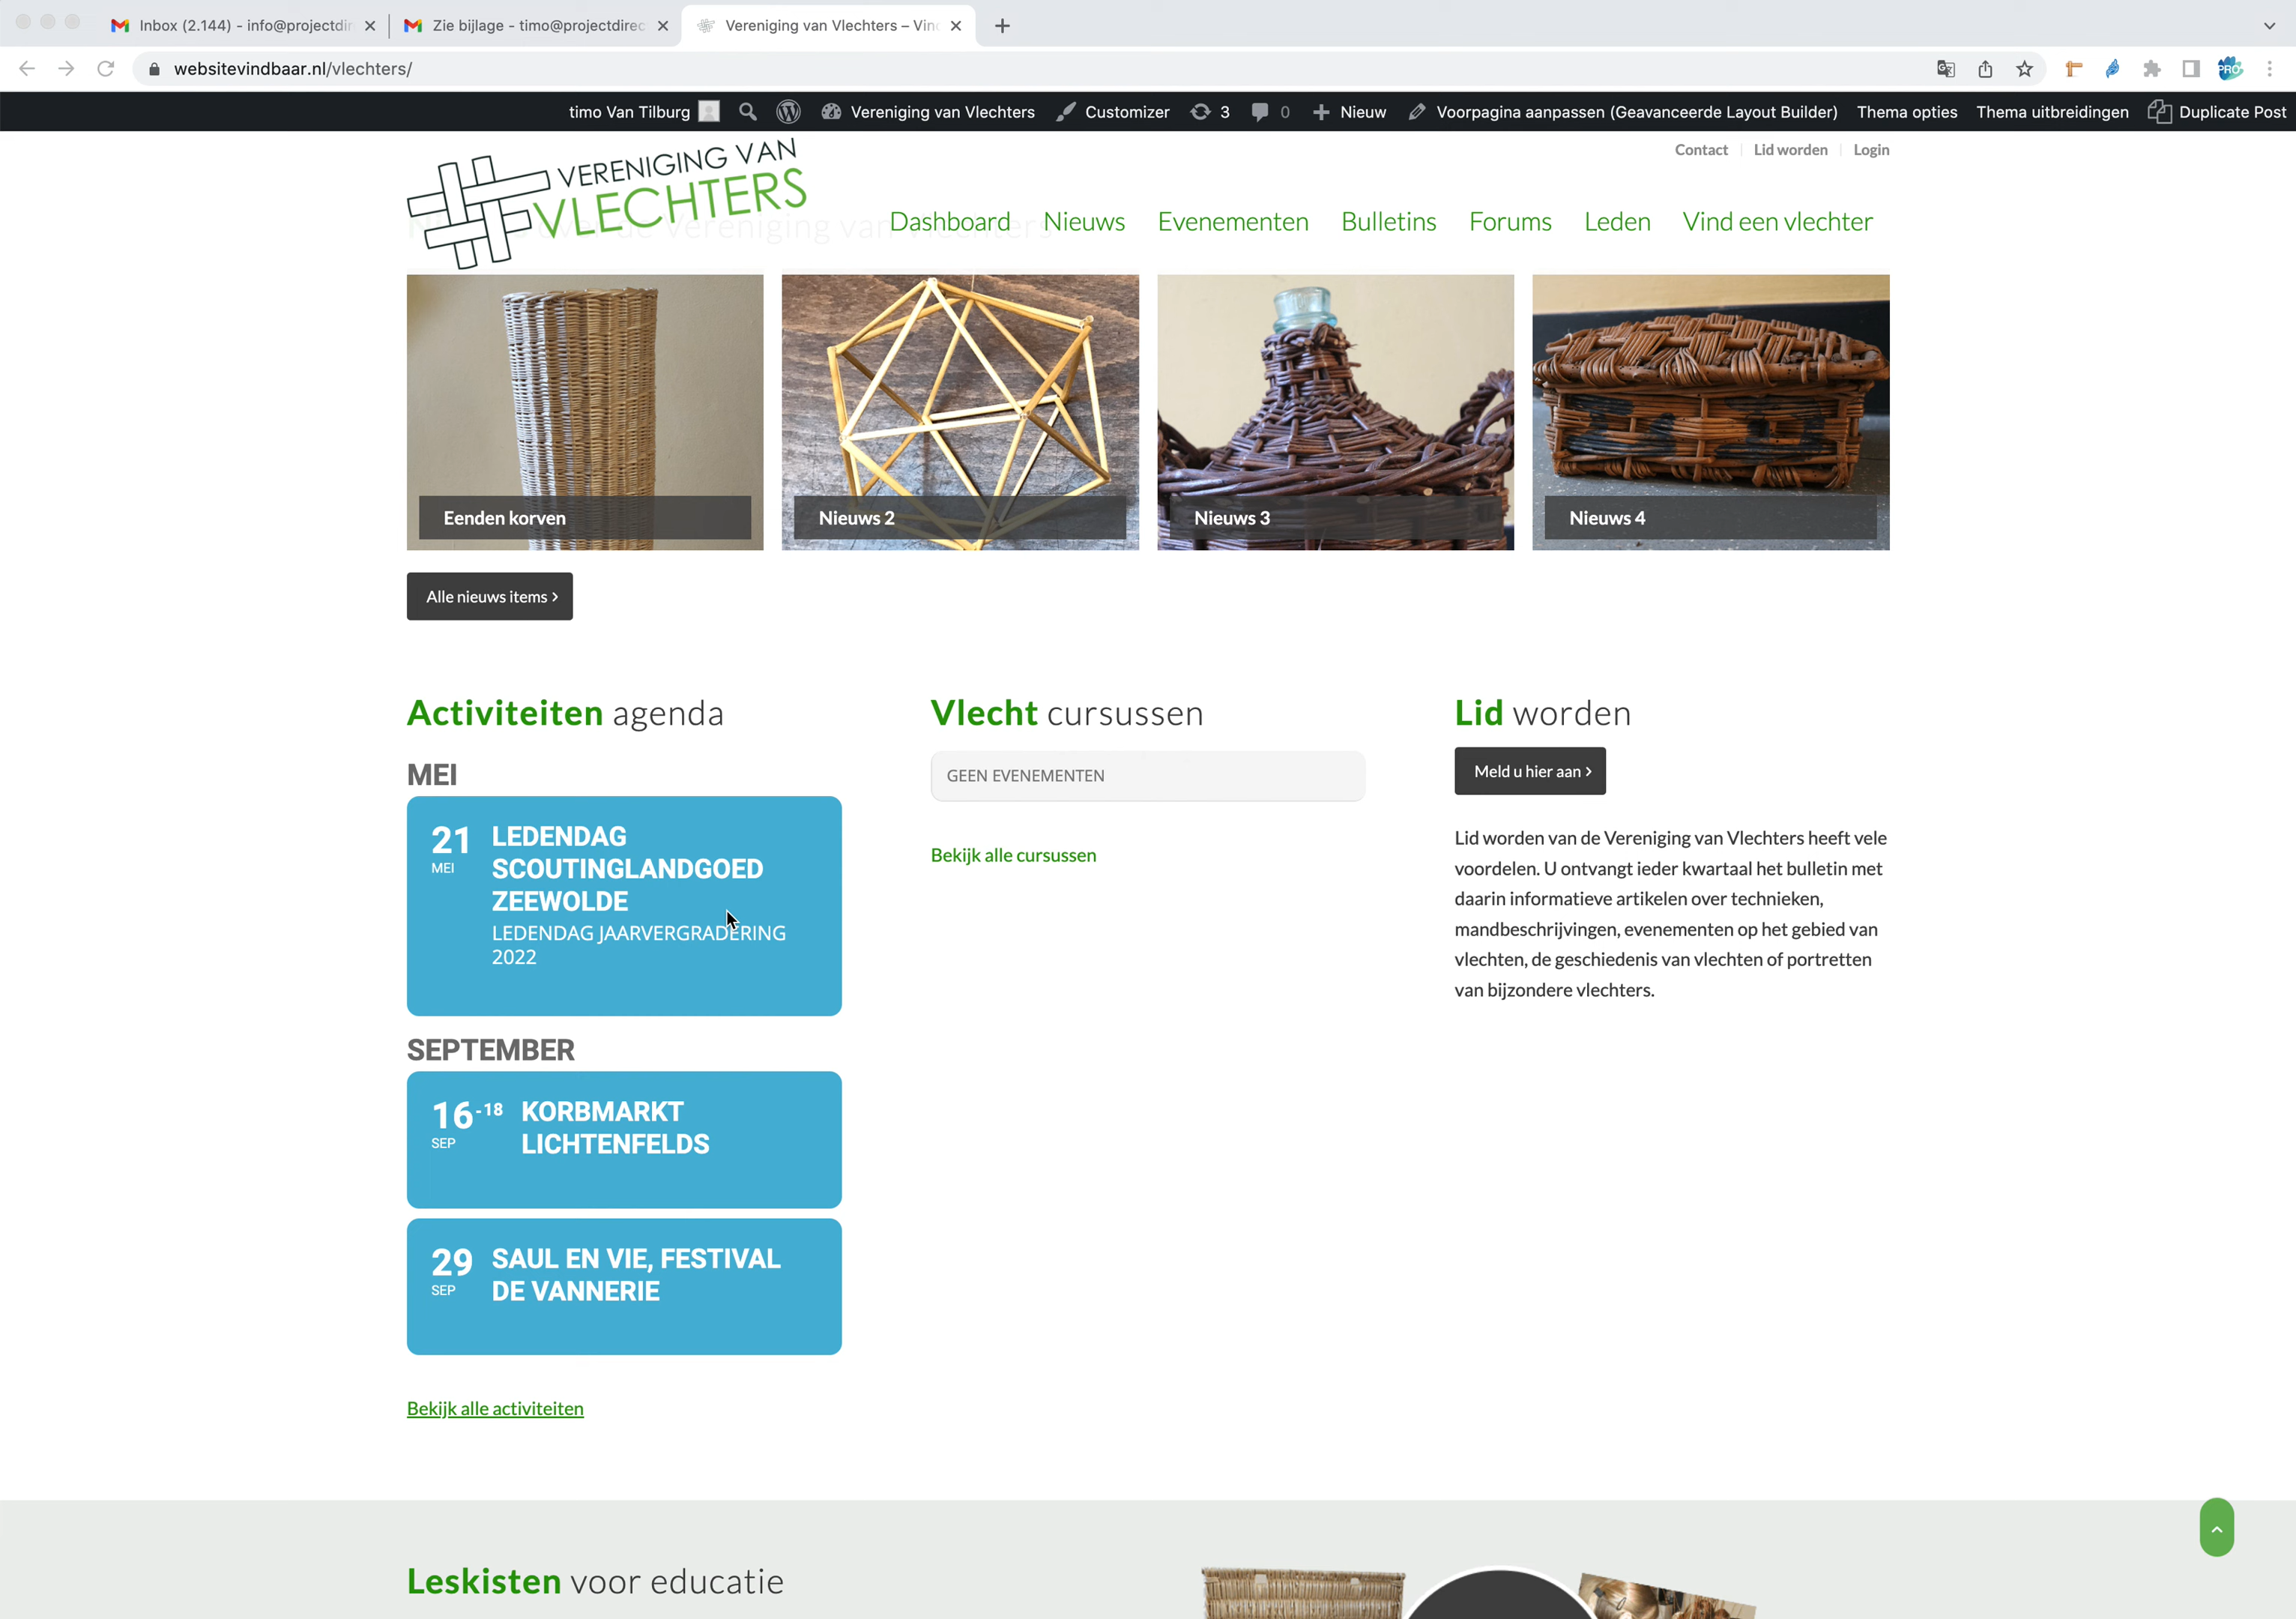 Inbox (2.144) - info@projectdir
Zie bijlage - timo@projectdirec
Vereniging van Vlechters – Vind
websitevindbaar.nl/vlechters/
PRO
timo Van Tilburg
Vereniging van Vlechters
Customizer
3
0
Nieuw
Voorpagina aanpassen (Geavanceerde Layout Builder)
Thema opties
Thema uitbreidingen
Duplicate Post
Contact
Lid worden
Login
VERENIGING VAN
VLECHTERS
over de Vereniging van Vlechters
Dashboard
Nieuws
Evenementen
Bulletins
Forums
Leden
Vind een vlechter
Eenden korven
Nieuws 2
Nieuws 3
Nieuws 4
Alle nieuws items ›
Activiteiten agenda
MEI
21
MEI
LEDENDAG
SCOUTINGLANDGOED
ZEEWOLDE
LEDENDAG JAARVERGRADERING
2022
SEPTEMBER
16 -18
SEP
KORBMARKT
LICHTENFELDS
29
SEP
SAUL EN VIE, FESTIVAL
DE VANNERIE
Bekijk alle activiteiten
Vlecht cursussen
GEEN EVENEMENTEN
Bekijk alle cursussen
Lid worden
Meld u hier aan ›
Lid worden van de Vereniging van Vlechters heeft vele
voordelen. U ontvangt ieder kwartaal het bulletin met
daarin informatieve artikelen over technieken,
mandbeschrijvingen, evenementen op het gebied van
vlechten, de geschiedenis van vlechten of portretten
van bijzondere vlechters.
Leskisten voor educatie